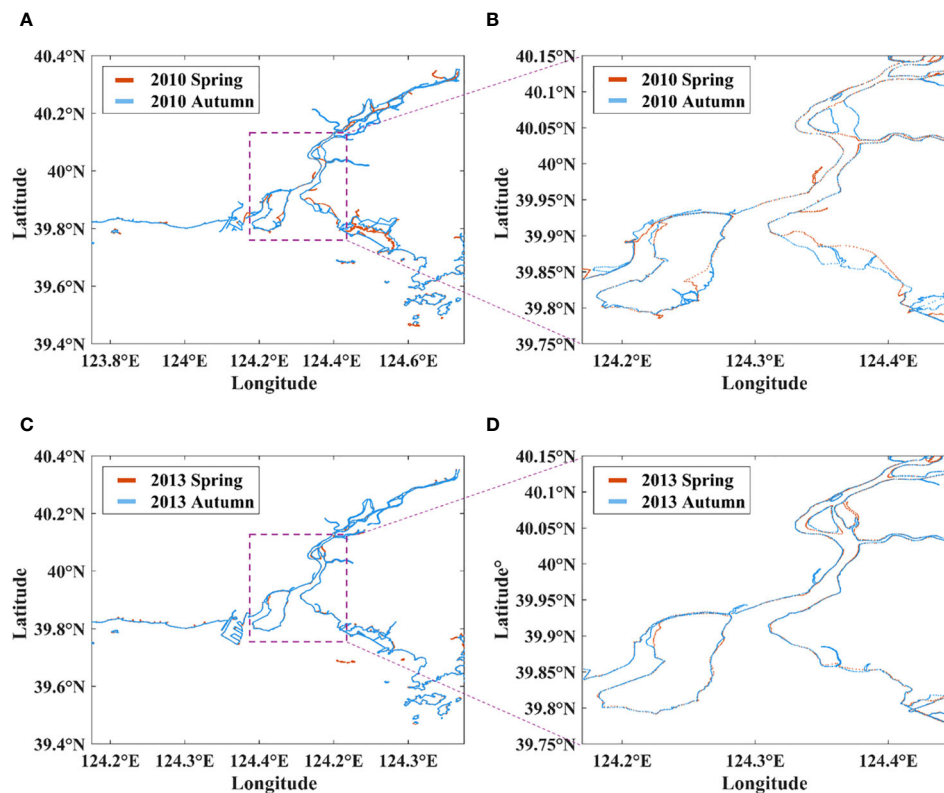 A
40.4°N
40.2°N
40°N
39.8°N
39.6°N
39.4°N
Latitude
2010 Spring
2010 Autumn
123.8°E 124°E 124.2°E 124.4°E 124.6°E
Longitude
B
40.15°N
40.1°N
40.05°N
40°N
39.95°N
39.9°N
39.85°N
39.8°N
39.75°N
Latitude
2010 Spring
2010 Autumn
124.2°E 124.3°E 124.4°E
Longitude
C
40.4°N
40.2°N
40°N
39.8°N
39.6°N
39.4°N
Latitude
2013 Spring
2013 Autumn
124.2°E 124.3°E 124.4°E 124.2°E 124.3°E
Longitude
D
40.15°N
40.1°N
40.05°N
40°N
39.95°N
39.9°N
39.85°N
39.8°N
39.75°N
Latitude°
2013 Spring
2013 Autumn
124.2°E 124.3°E 124.4°E
Longitude